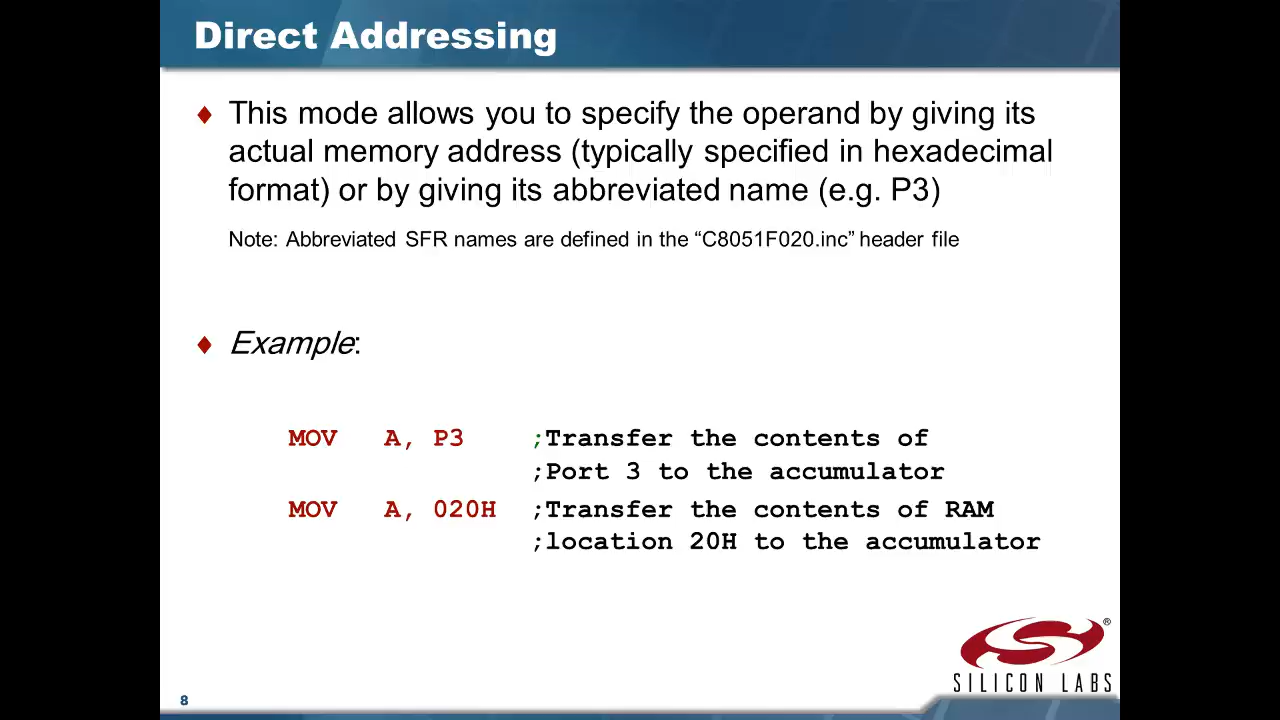 Direct Addressing
This mode allows you to specify the operand by giving its
actual memory address (typically specified in hexadecimal
format) or by giving its abbreviated name (e.g. P3)
Note: Abbreviated SFR names are defined in the “C8051F020.inc” header file
Example:
MOV A, P3 ;Transfer the contents of
;Port 3 to the accumulator
MOV A, 020H ;Transfer the contents of RAM
;location 20H to the accumulator
®
SILICON LABS
8